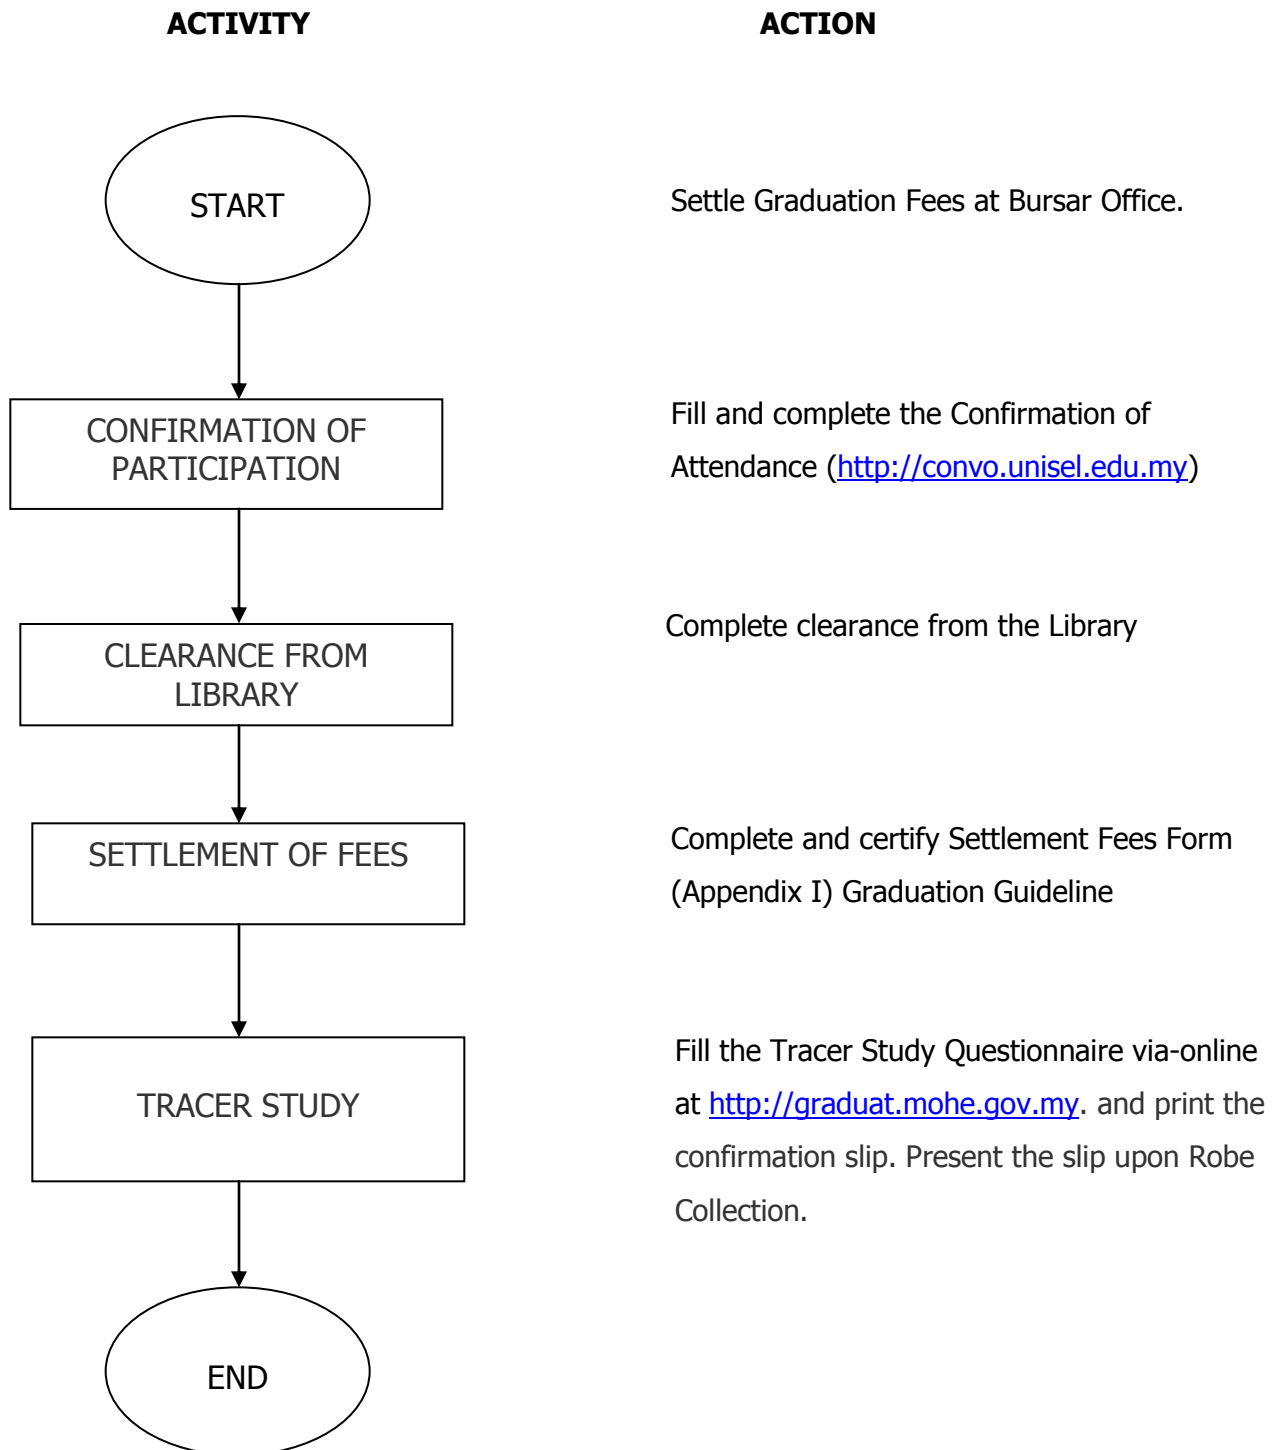 ACTIVITY ACTION
START Settle Graduation Fees at Bursar Office.
CONFIRMATION OF
PARTICIPATION
Fill and complete the Confirmation of
Attendance (http://convo.unisel.edu.my)
CLEARANCE FROM
LIBRARY
Complete clearance from the Library
SETTLEMENT OF FEES
Complete and certify Settlement Fees Form
(Appendix I) Graduation Guideline
TRACER STUDY
Fill the Tracer Study Questionnaire via-online
at http://graduat.mohe.gov.my. and print the
confirmation slip. Present the slip upon Robe
Collection.
END